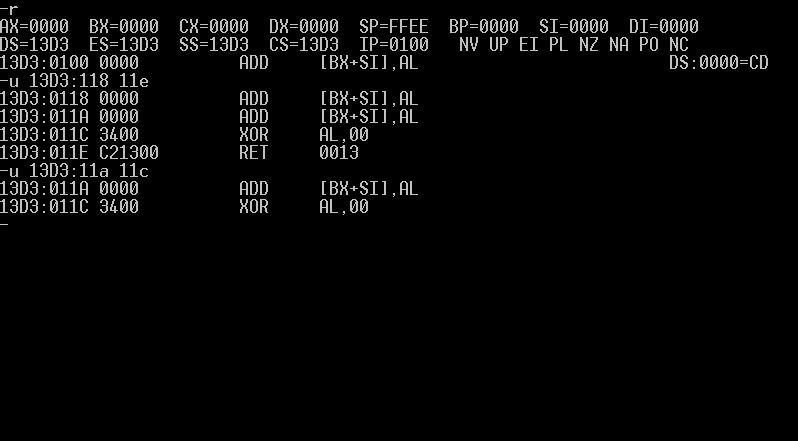 -r
AX=0000  BX=0000  CX=0000  DX=0000  SP=FFEE  BP=0000  SI=0000  DI=0000
DS=13D3  ES=13D3  SS=13D3  CS=13D3  IP=0100   NV UP EI PL NZ NA PO NC
13D3:0100 0000          ADD     [BX+SI],AL                         DS:0000=CD
-u 13D3:118 11e
13D3:0118 0000          ADD     [BX+SI],AL
13D3:011A 0000          ADD     [BX+SI],AL
13D3:011C 3400          XOR     AL,00
13D3:011E C21300        RET     0013
-u 13D3:11a 11c
13D3:011A 0000          ADD     [BX+SI],AL
13D3:011C 3400          XOR     AL,00
-